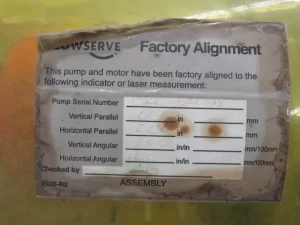 OWSERVE Factory Alignment
This pump and motor have been factory aligned to the
following indicator or laser measurement:
Pump Serial Number
Vertical Parallel in mm
Horizontal Parallel in mm
Vertical Angular in/in mm/100mm
Horizontal Angular in/in mm/100mm
Checked by
ASSEMBLY